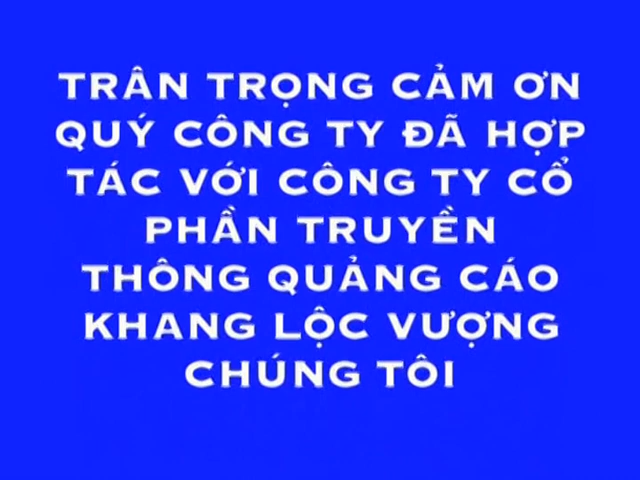 TRÂN TRỌNG CẢM ƠN
QUÝ CÔNG TY ĐÃ HỢP
TÁC VỚI CÔNG TY CỔ
PHẦN TRUYỀN
THÔNG QUẢNG CÁO
KHANG LỘC VƯỢNG
CHÚNG TÔI